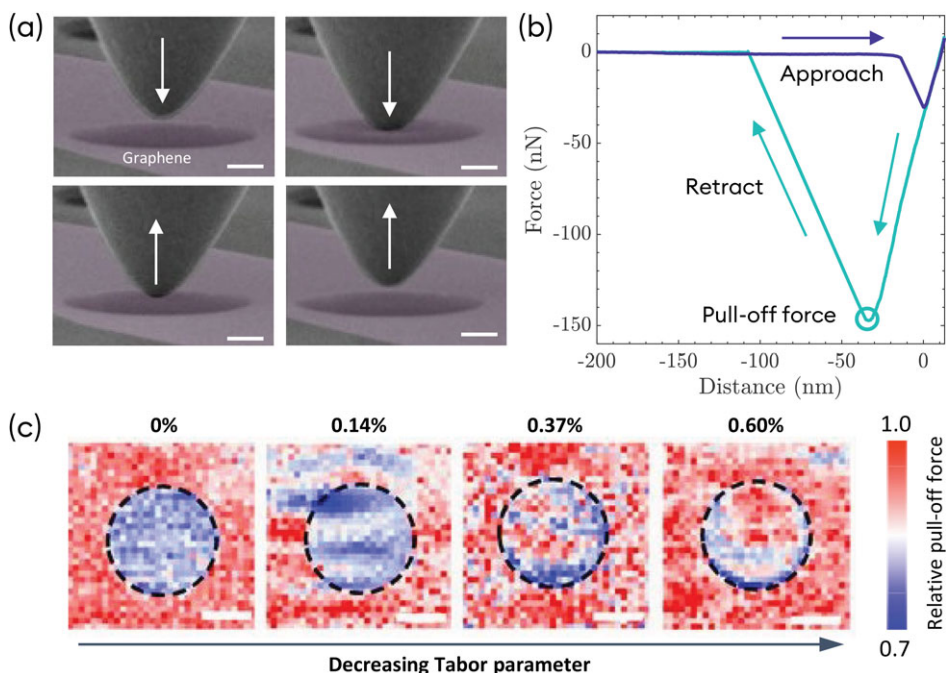 (a)
Graphene
(b)
Force (nN)
0
-50
-100
-150
-200
-150
-100
-50
0
Distance (nm)
Approach
Retract
Pull-off force
(c)
0%
0.14%
0.37%
0.60%
1.0
Relative pull-off force
0.7
Decreasing Tabor parameter